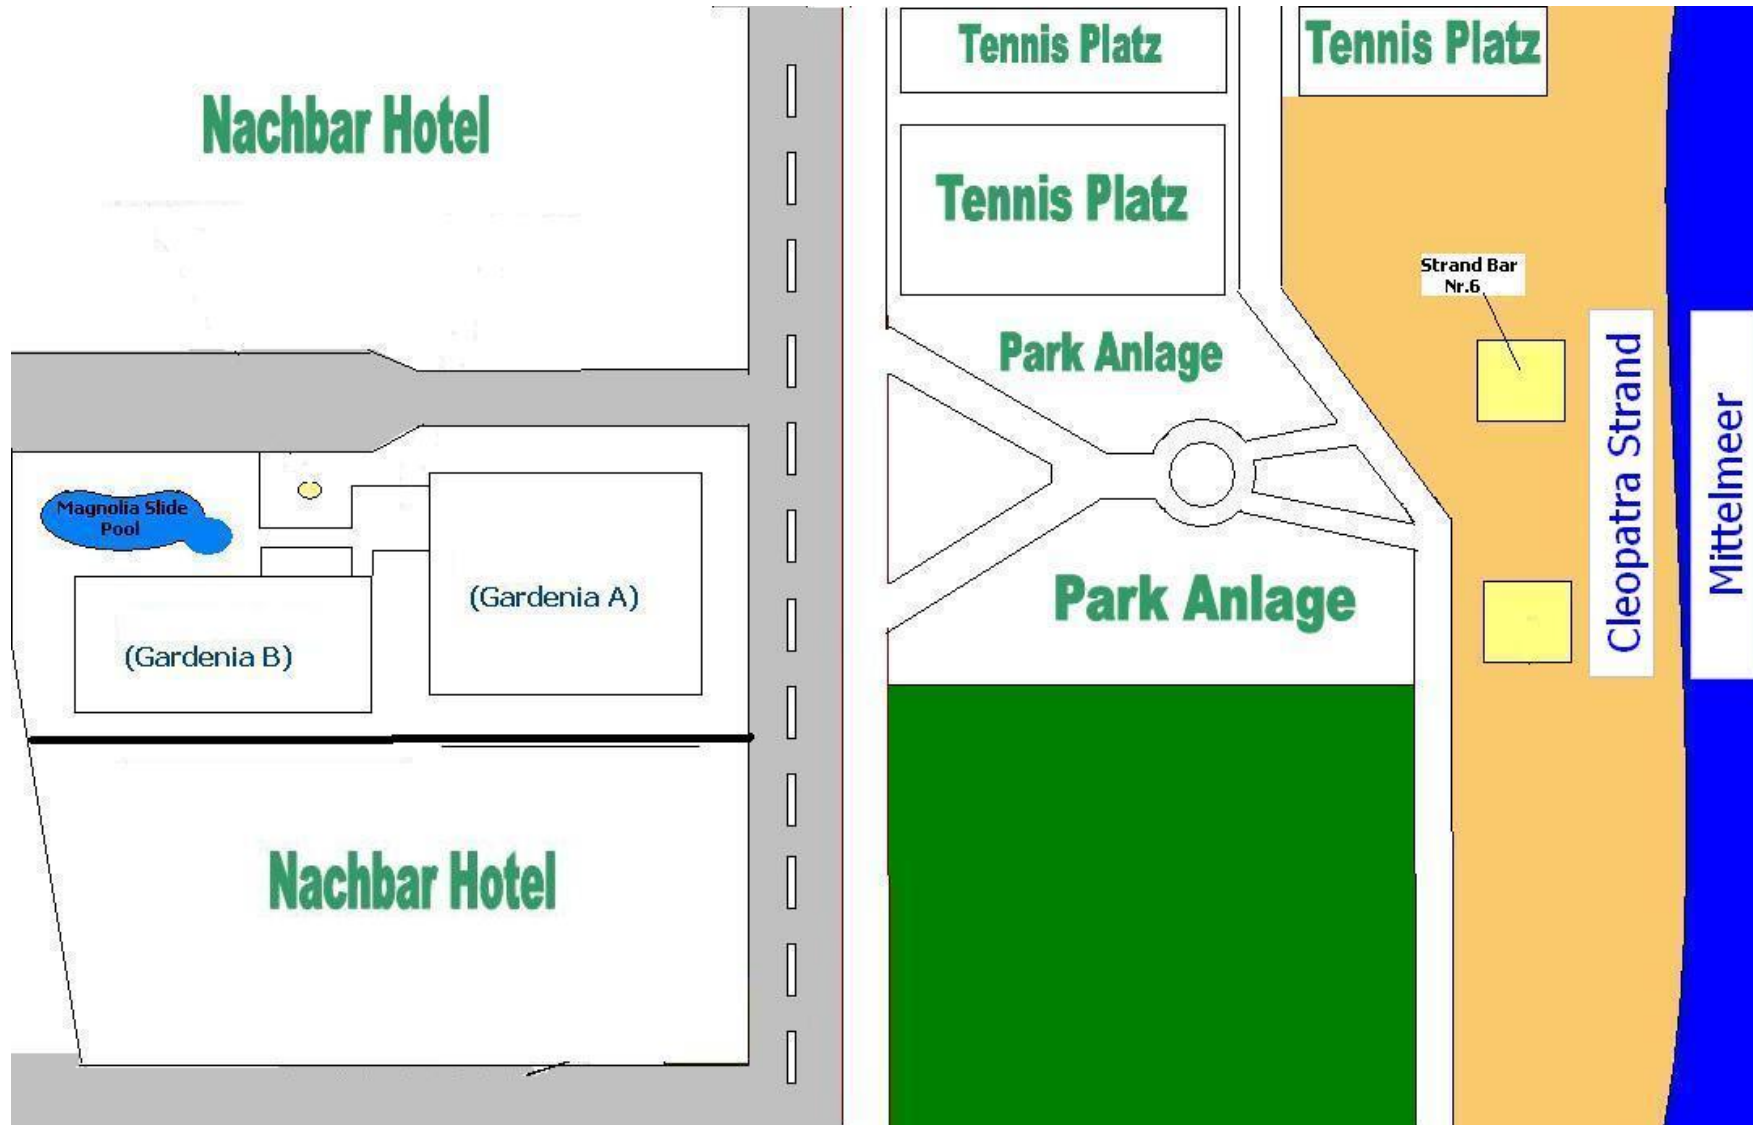 Tennis Platz
Tennis Platz
Nachbar Hotel
Tennis Platz
Strand Bar
Nr.6
Park Anlage
Cleopatra Strand
Mittelmeer
Magnolia Slide
Pool
(Gardenia A)
Park Anlage
(Gardenia B)
Nachbar Hotel